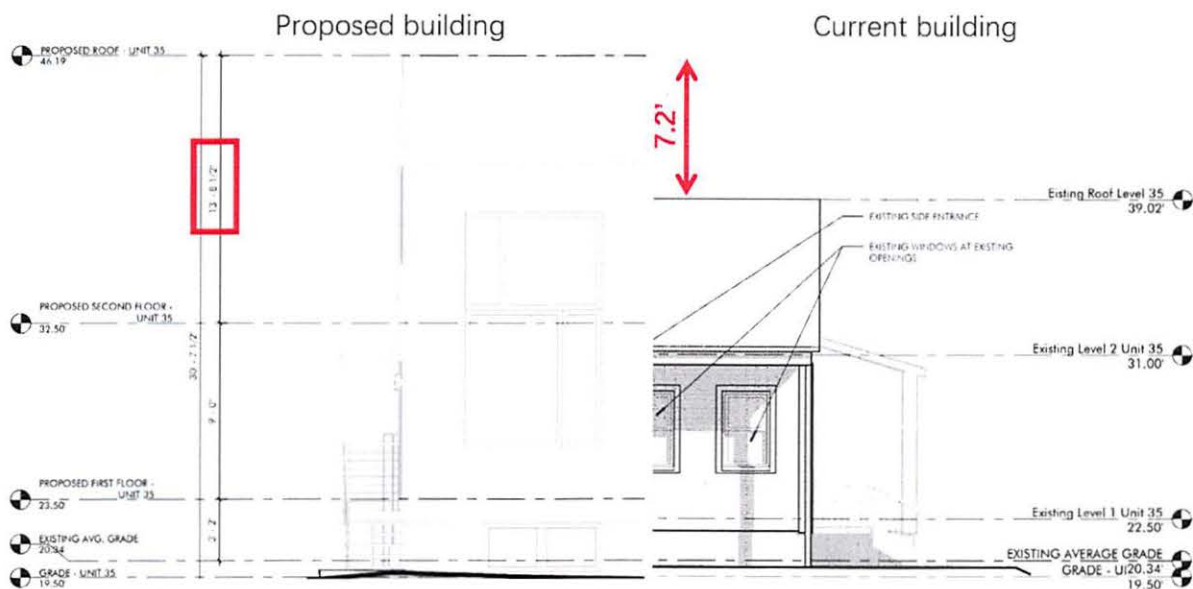 Proposed building
PROPOSED ROOF - UNIT 35
46.19
13' - 8 1/2"
PROPOSED SECOND FLOOR -
UNIT 35
32.50'
9' - 0"
PROPOSED FIRST FLOOR -
UNIT 35
23.50'
3' - 2"
EXISTING AVG. GRADE
20.34
GRADE - UNIT 35
19.50'
Current building
7.2'
Eisting Roof Level 35
39.02'
EXISTING SIDE ENTRANCE
EXISTING WINDOWS AT EXISTING
OPENINGS
Existing Level 2 Unit 35
31.00'
Existing Level 1 Unit 35
22.50'
EXISTING AVERAGE GRADE
20.34'
GRADE - U
19.50'